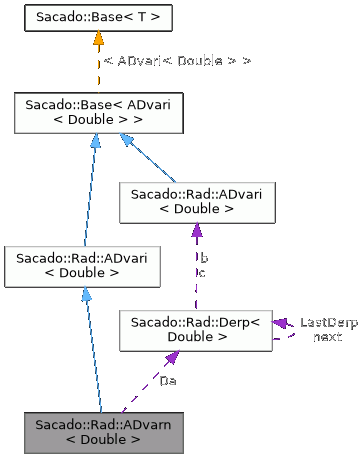 Sacado::Base< T >
< ADvari< Double > >
Sacado::Base< ADvari
< Double > >
Sacado::Rad::ADvari
< Double >
Sacado::Rad::ADvari
< Double >
b
c
Sacado::Rad::Derp<
Double >
LastDerp
next
Da
Sacado::Rad::ADvarn
< Double >